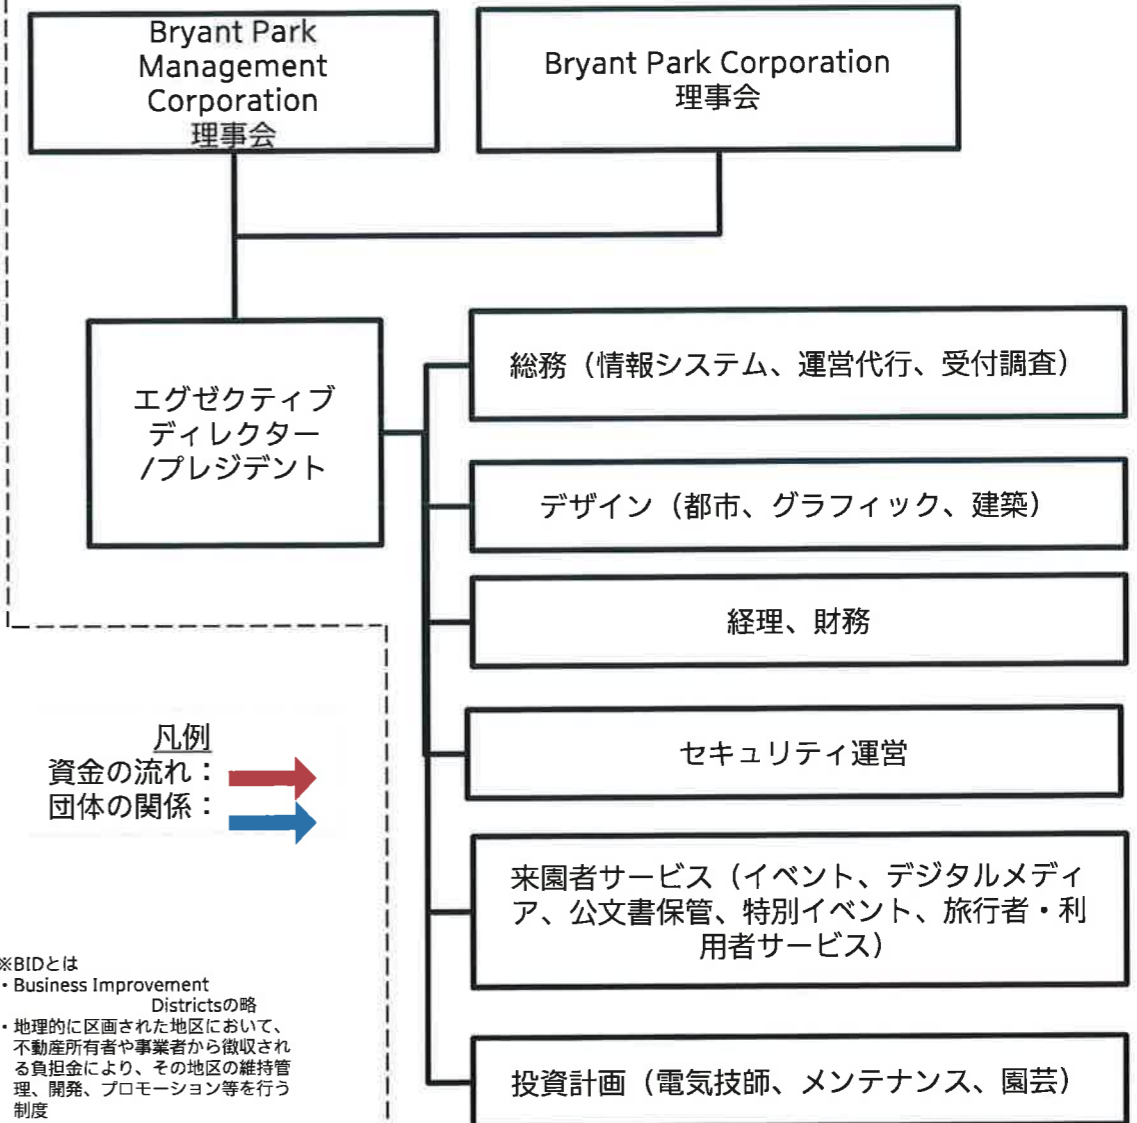 Bryant Park
Management
Corporation
理事会
Bryant Park Corporation
理事会
エグゼクティブ
ディレクター
/プレジデント
総務（情報システム、運営代行、受付調査）
デザイン（都市、グラフィック、建築）
経理、財務
セキュリティ運営
来園者サービス（イベント、デジタルメディ
ア、公文書保管、特別イベント、旅行者・利
用者サービス）
投資計画（電気技師、メンテナンス、園芸）
凡例
資金の流れ：
団体の関係：
※BIDとは
・Business Improvement
Districtsの略
・地理的に区画された地区において、
不動産所有者や事業者から徴収され
る負担金により、その地区の維持管
理、開発、プロモーション等を行う
制度